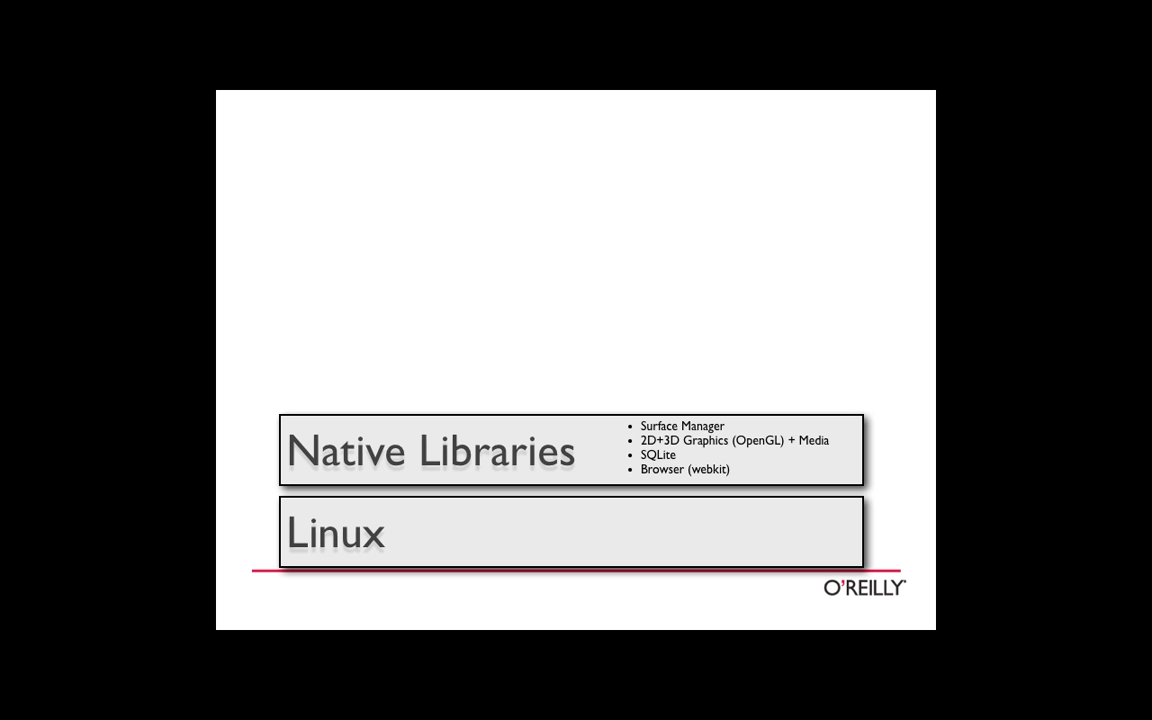 Native Libraries
• Surface Manager
• 2D+3D Graphics (OpenGL) + Media
• SQLite
• Browser (webkit)
Linux
O'REILLY